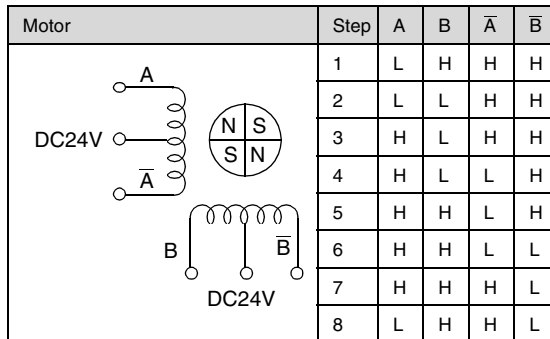 Motor Step A B A̅ B̅
1 L H H H
2 L L H H
3 H L H H
4 H L L H
5 H H L H
6 H H L L
7 H H H L
8 L H H L
A
DC24V
A̅
N S
S N
B B̅
DC24V